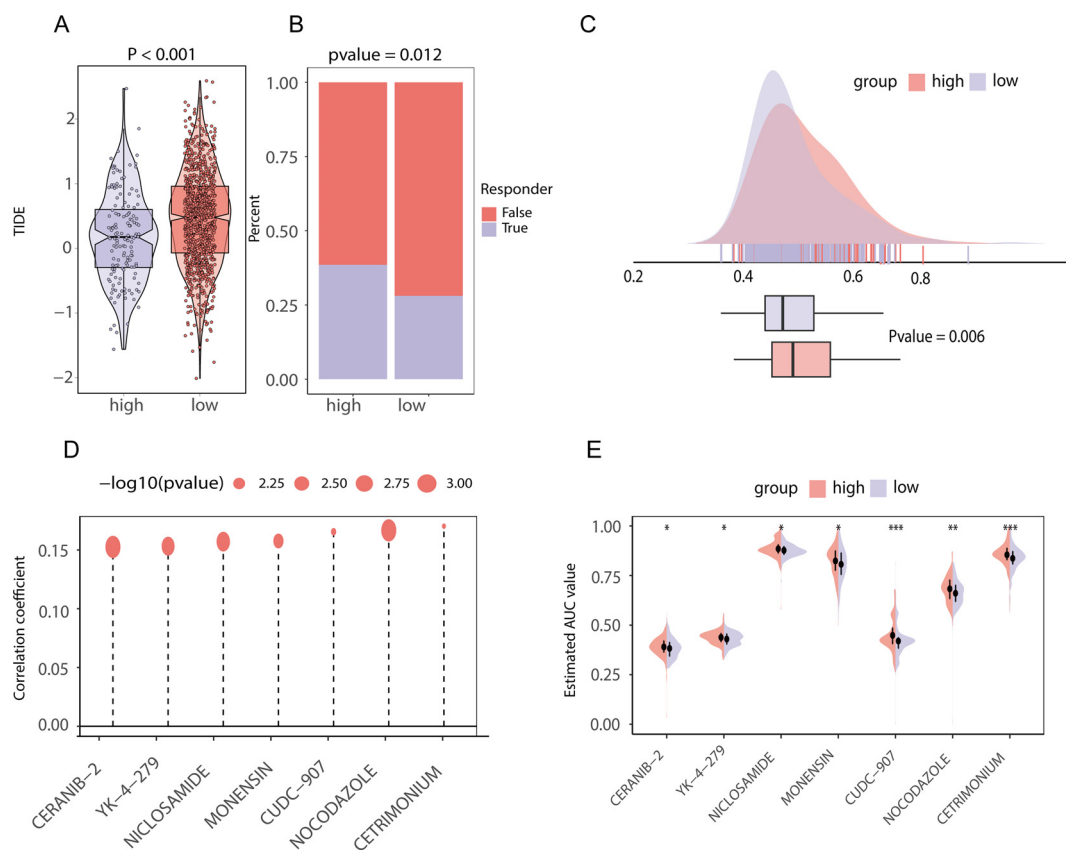 A
P < 0.001
TIDE
2
1
0
−1
−2
high
low
B
pvalue = 0.012
Percent
1.00
0.75
0.50
0.25
0.00
high
low
Responder
False
True
C
group
high
low
0.2
0.4
0.6
0.8
Pvalue = 0.006
D
−log10(pvalue)
2.25
2.50
2.75
3.00
Correlation coefficient
0.15
0.10
0.05
0.00
CERANIB−2
YK−4−279
NICLOSAMIDE
MONENSIN
CUDC−907
NOCODAZOLE
CETRIMONIUM
E
group
high
low
Estimated AUC value
1.00
0.75
0.50
0.25
0.00
*
*
*
*
***
**
***
CERANIB−2
YK−4−279
NICLOSAMIDE
MONENSIN
CUDC−907
NOCODAZOLE
CETRIMONIUM